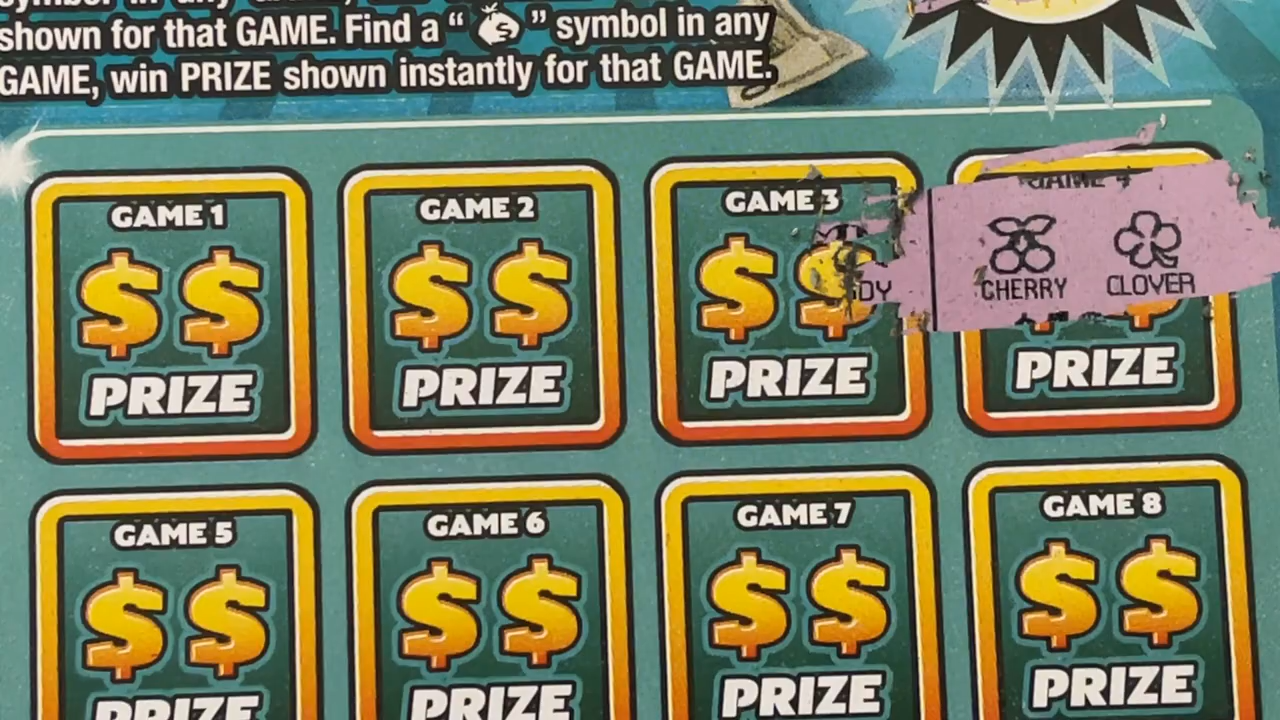 shown for that GAME. Find a “ ” symbol in any
GAME, win PRIZE shown instantly for that GAME.
GAME 1 GAME 2 GAME 3 GAME 4
$ $ $ $ $ $ CHERRY CLOVER
PRIZE PRIZE PRIZE PRIZE
GAME 5 GAME 6 GAME 7 GAME 8
$ $ $ $ $ $ $ $
PRIZE PRIZE PRIZE PRIZE